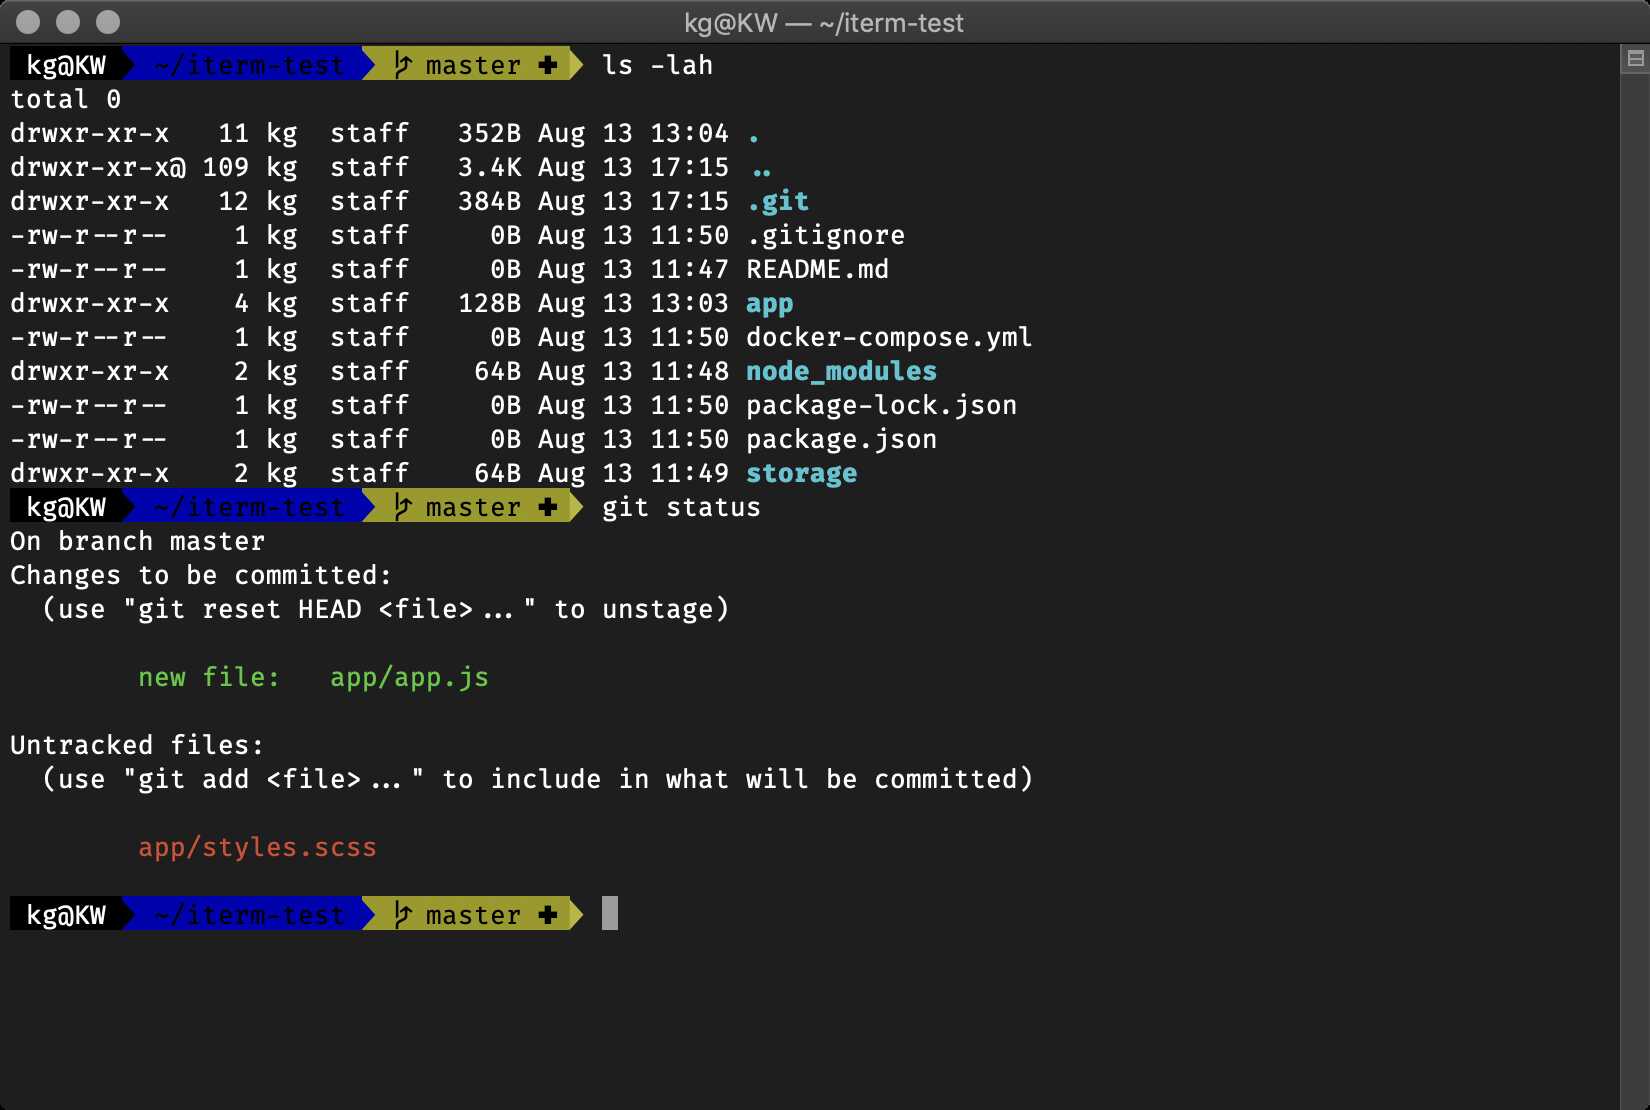 kg@KW — ~/iterm-test
kg@KW ~/iterm-test master ✚ ls -lah
total 0
drwxr-xr-x   11 kg  staff   352B Aug 13 13:04 .
drwxr-xr-x@ 109 kg  staff   3.4K Aug 13 17:15 ..
drwxr-xr-x   12 kg  staff   384B Aug 13 17:15 .git
-rw-r--r--    1 kg  staff     0B Aug 13 11:50 .gitignore
-rw-r--r--    1 kg  staff     0B Aug 13 11:47 README.md
drwxr-xr-x    4 kg  staff   128B Aug 13 13:03 app
-rw-r--r--    1 kg  staff     0B Aug 13 11:50 docker-compose.yml
drwxr-xr-x    2 kg  staff    64B Aug 13 11:48 node_modules
-rw-r--r--    1 kg  staff     0B Aug 13 11:50 package-lock.json
-rw-r--r--    1 kg  staff     0B Aug 13 11:50 package.json
drwxr-xr-x    2 kg  staff    64B Aug 13 11:49 storage
kg@KW ~/iterm-test master ✚ git status
On branch master
Changes to be committed:
  (use "git reset HEAD <file>..." to unstage)
        new file:   app/app.js
Untracked files:
  (use "git add <file>..." to include in what will be committed)
        app/styles.scss
kg@KW ~/iterm-test master ✚